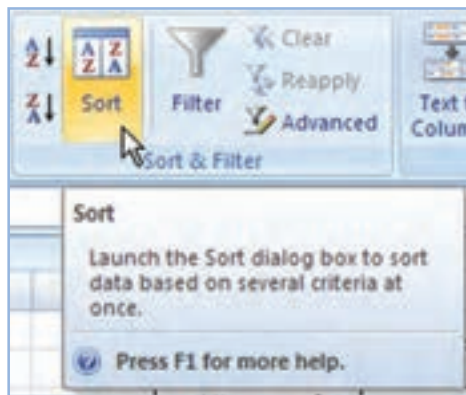 A
Z
Z
A
A Z
Z A
Sort
Filter
Clear
Reapply
Advanced
Text
Colum
Sort & Filter
Sort
Launch the Sort dialog box to sort
data based on several criteria at
once.
Press F1 for more help.